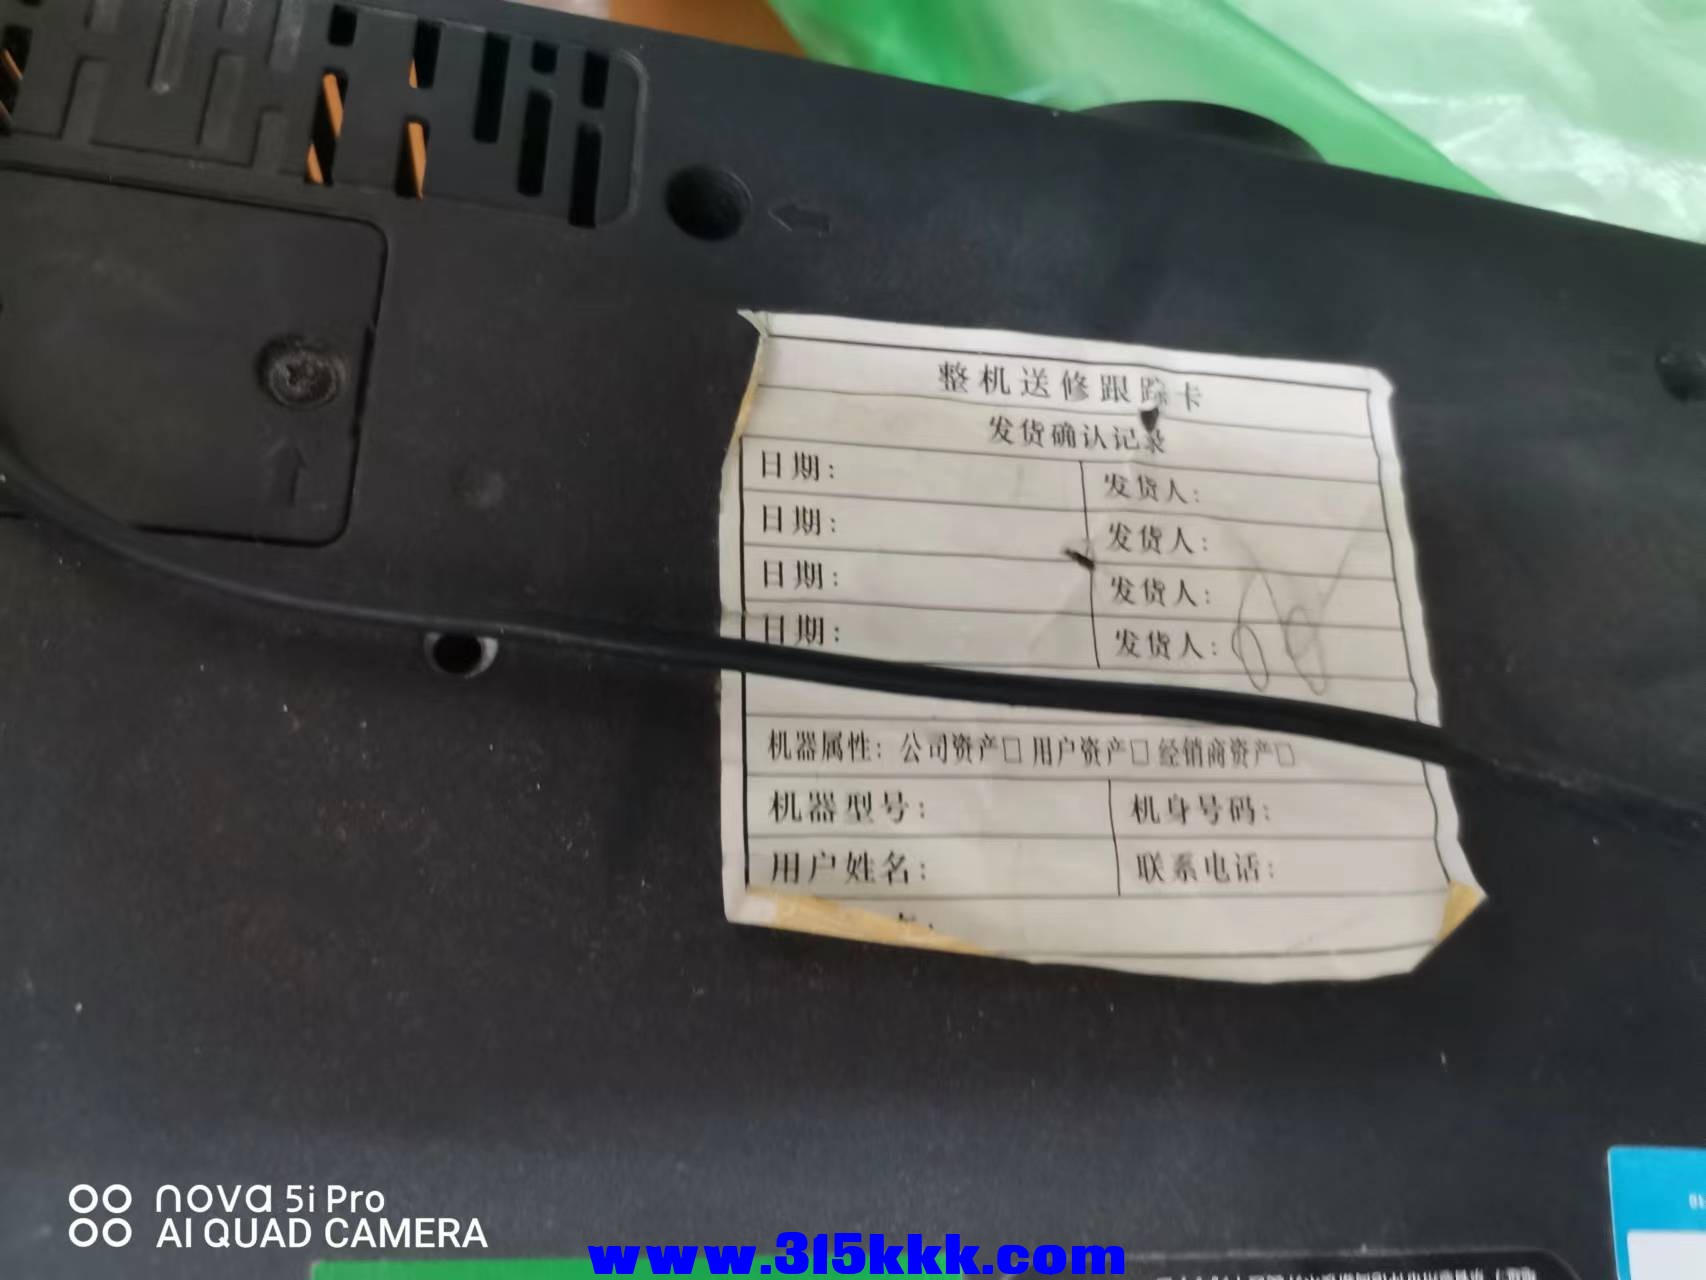 整机送修跟踪卡
发货确认记录
日期： 发货人：
日期： 发货人：
日期： 发货人：
日期： 发货人：
机器属性：公司资产□ 用户资产□ 经销商资产□
机器型号： 机身号码：
用户姓名： 联系电话：
nova 5i Pro
AI QUAD CAMERA
www.315kkk.com